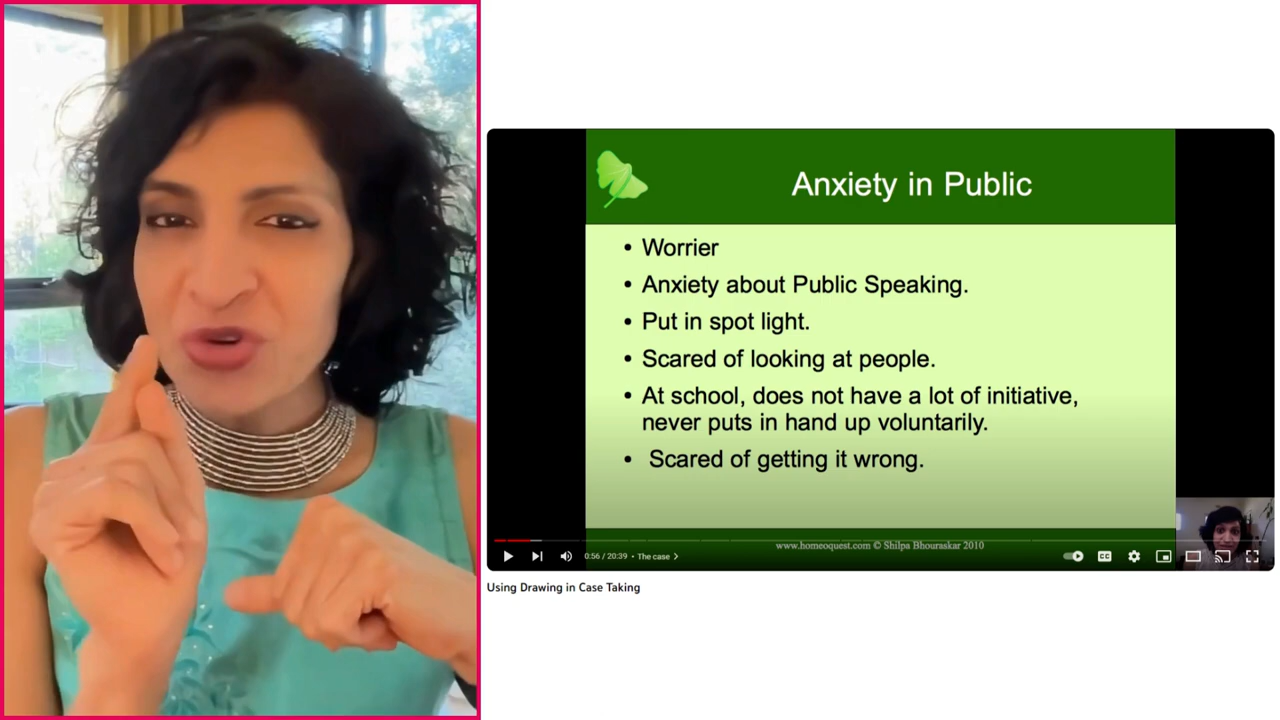 Anxiety in Public
• Worrier
• Anxiety about Public Speaking.
• Put in spot light.
• Scared of looking at people.
• At school, does not have a lot of initiative,
never puts in hand up voluntarily.
• Scared of getting it wrong.
www.homeoquest.com © Shilpa Bhouraskar 2010
0:56 / 20:39 • The case >
CC
Using Drawing in Case Taking